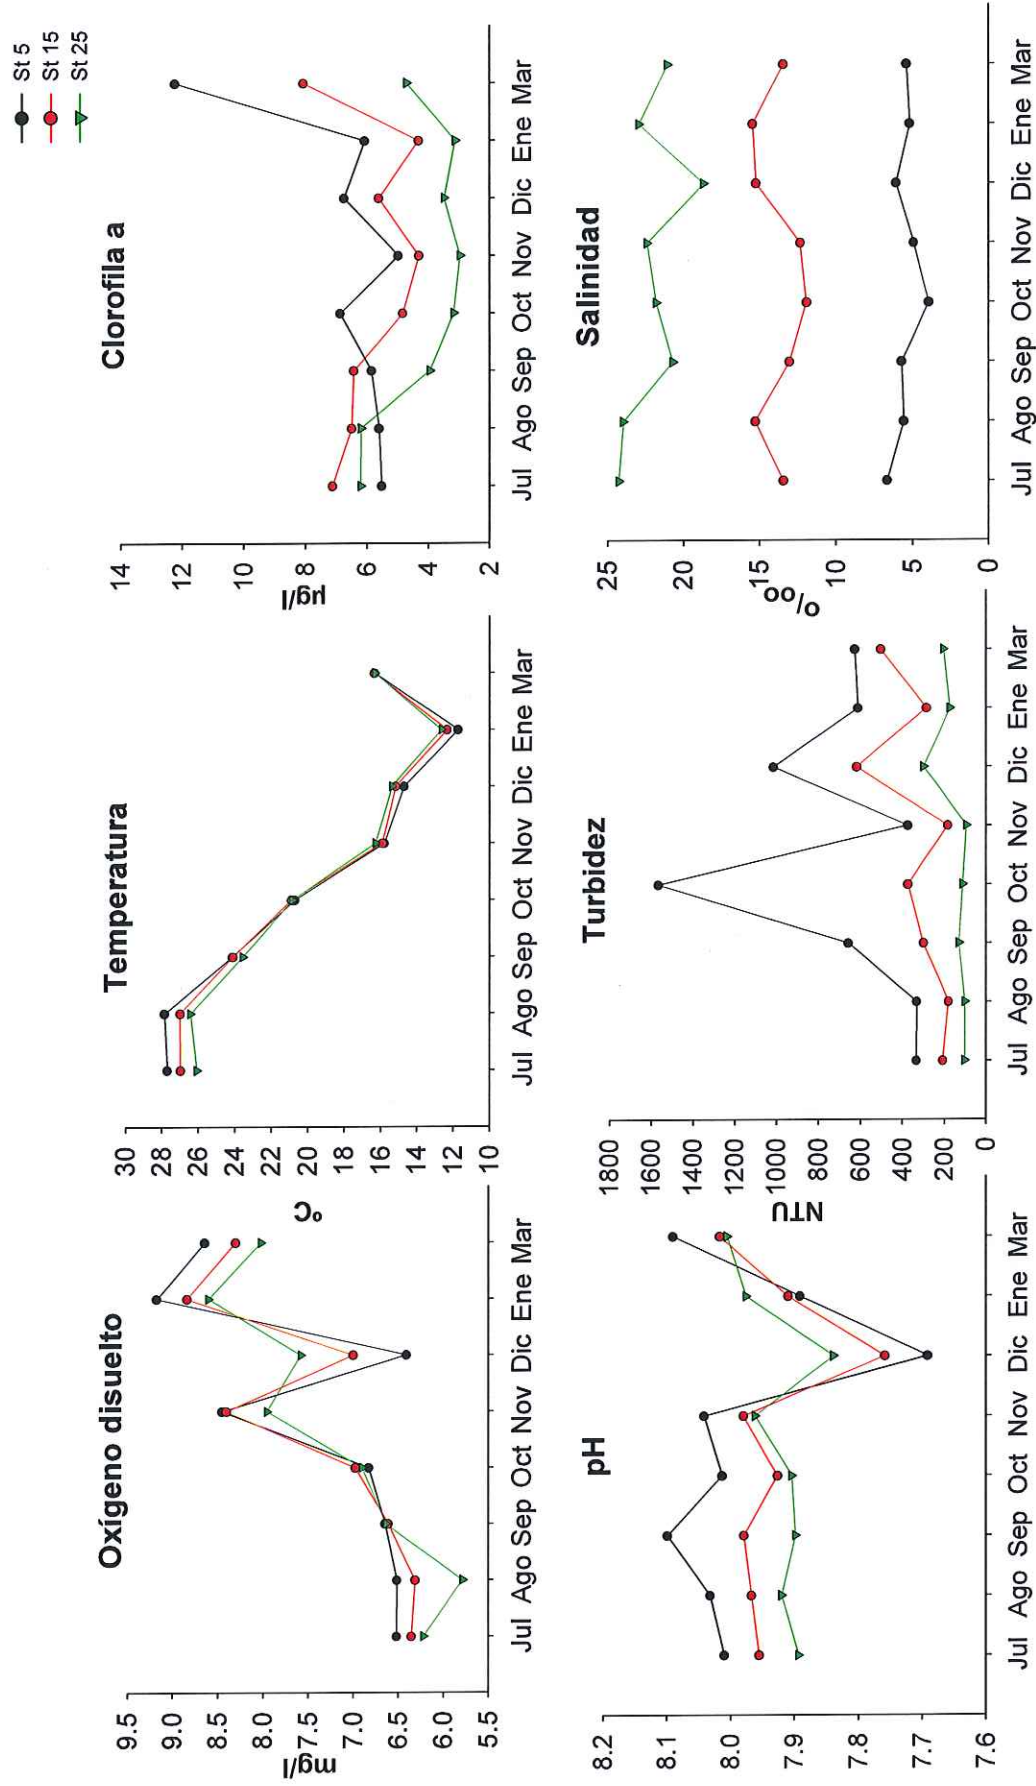 St 5
St 15
St 25
Oxígeno disuelto
9.5
9.0
8.5
8.0
7.5
7.0
6.5
6.0
5.5
mg/l
Jul Ago Sep Oct Nov Dic Ene Mar
Temperatura
30
28
26
24
22
20
18
16
14
12
10
ºC
Jul Ago Sep Oct Nov Dic Ene Mar
Clorofila a
14
12
10
8
6
4
2
µg/l
Jul Ago Sep Oct Nov Dic Ene Mar
pH
8.2
8.1
8.0
7.9
7.8
7.7
7.6
Jul Ago Sep Oct Nov Dic Ene Mar
Turbidez
1800
1600
1400
1200
1000
800
600
400
200
0
NTU
Jul Ago Sep Oct Nov Dic Ene Mar
Salinidad
25
20
15
10
5
0
o/oo
Jul Ago Sep Oct Nov Dic Ene Mar